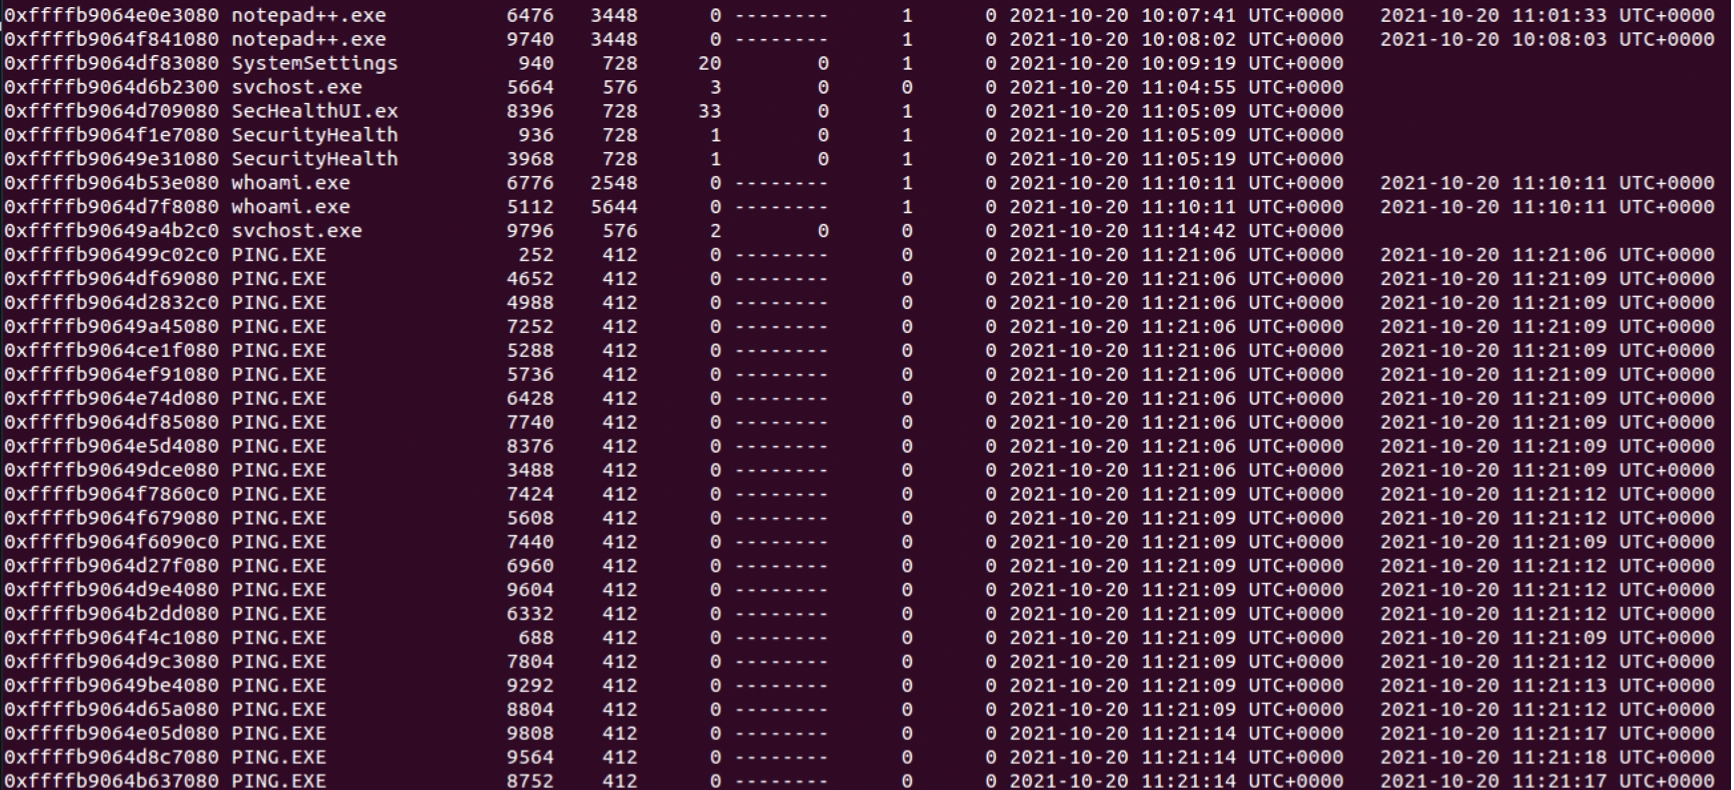 0xffffb9064e0e3080 notepad++.exe 6476 3448 0 -------- 1 0 2021-10-20 10:07:41 UTC+0000 2021-10-20 11:01:33 UTC+0000
0xffffb9064f841080 notepad++.exe 9740 3448 0 -------- 1 0 2021-10-20 10:08:02 UTC+0000 2021-10-20 10:08:03 UTC+0000
0xffffb9064df83080 SystemSettings 940 728 20 0 1 0 2021-10-20 10:09:19 UTC+0000
0xffffb9064d6b2300 svchost.exe 5664 576 3 0 0 0 2021-10-20 11:04:55 UTC+0000
0xffffb9064d709080 SecHealthUI.ex 8396 728 33 0 1 0 2021-10-20 11:05:09 UTC+0000
0xffffb9064f1e7080 SecurityHealth 936 728 1 0 1 0 2021-10-20 11:05:09 UTC+0000
0xffffb90649e31080 SecurityHealth 3968 728 1 0 1 0 2021-10-20 11:05:19 UTC+0000
0xffffb9064b53e080 whoami.exe 6776 2548 0 -------- 1 0 2021-10-20 11:10:11 UTC+0000 2021-10-20 11:10:11 UTC+0000
0xffffb9064d7f8080 whoami.exe 5112 5644 0 -------- 1 0 2021-10-20 11:10:11 UTC+0000 2021-10-20 11:10:11 UTC+0000
0xffffb90649a4b2c0 svchost.exe 9796 576 2 0 0 0 2021-10-20 11:14:42 UTC+0000
0xffffb906499c02c0 PING.EXE 252 412 0 -------- 0 0 2021-10-20 11:21:06 UTC+0000 2021-10-20 11:21:06 UTC+0000
0xffffb9064df69080 PING.EXE 4652 412 0 -------- 0 0 2021-10-20 11:21:06 UTC+0000 2021-10-20 11:21:09 UTC+0000
0xffffb9064d2832c0 PING.EXE 4988 412 0 -------- 0 0 2021-10-20 11:21:06 UTC+0000 2021-10-20 11:21:09 UTC+0000
0xffffb90649a45080 PING.EXE 7252 412 0 -------- 0 0 2021-10-20 11:21:06 UTC+0000 2021-10-20 11:21:09 UTC+0000
0xffffb9064ce1f080 PING.EXE 5288 412 0 -------- 0 0 2021-10-20 11:21:06 UTC+0000 2021-10-20 11:21:09 UTC+0000
0xffffb9064ef91080 PING.EXE 5736 412 0 -------- 0 0 2021-10-20 11:21:06 UTC+0000 2021-10-20 11:21:09 UTC+0000
0xffffb9064e74d080 PING.EXE 6428 412 0 -------- 0 0 2021-10-20 11:21:06 UTC+0000 2021-10-20 11:21:09 UTC+0000
0xffffb9064df85080 PING.EXE 7740 412 0 -------- 0 0 2021-10-20 11:21:06 UTC+0000 2021-10-20 11:21:09 UTC+0000
0xffffb9064e5d4080 PING.EXE 8376 412 0 -------- 0 0 2021-10-20 11:21:06 UTC+0000 2021-10-20 11:21:09 UTC+0000
0xffffb90649dce080 PING.EXE 3488 412 0 -------- 0 0 2021-10-20 11:21:06 UTC+0000 2021-10-20 11:21:09 UTC+0000
0xffffb9064f7860c0 PING.EXE 7424 412 0 -------- 0 0 2021-10-20 11:21:09 UTC+0000 2021-10-20 11:21:12 UTC+0000
0xffffb9064f679080 PING.EXE 5608 412 0 -------- 0 0 2021-10-20 11:21:09 UTC+0000 2021-10-20 11:21:12 UTC+0000
0xffffb9064f6090c0 PING.EXE 7440 412 0 -------- 0 0 2021-10-20 11:21:09 UTC+0000 2021-10-20 11:21:09 UTC+0000
0xffffb9064d27f080 PING.EXE 6960 412 0 -------- 0 0 2021-10-20 11:21:09 UTC+0000 2021-10-20 11:21:12 UTC+0000
0xffffb9064d9e4080 PING.EXE 9604 412 0 -------- 0 0 2021-10-20 11:21:09 UTC+0000 2021-10-20 11:21:12 UTC+0000
0xffffb9064b2dd080 PING.EXE 6332 412 0 -------- 0 0 2021-10-20 11:21:09 UTC+0000 2021-10-20 11:21:12 UTC+0000
0xffffb9064f4c1080 PING.EXE 688 412 0 -------- 0 0 2021-10-20 11:21:09 UTC+0000 2021-10-20 11:21:09 UTC+0000
0xffffb9064d9c3080 PING.EXE 7804 412 0 -------- 0 0 2021-10-20 11:21:09 UTC+0000 2021-10-20 11:21:12 UTC+0000
0xffffb90649be4080 PING.EXE 9292 412 0 -------- 0 0 2021-10-20 11:21:09 UTC+0000 2021-10-20 11:21:13 UTC+0000
0xffffb9064d65a080 PING.EXE 8804 412 0 -------- 0 0 2021-10-20 11:21:09 UTC+0000 2021-10-20 11:21:12 UTC+0000
0xffffb9064e05d080 PING.EXE 9808 412 0 -------- 0 0 2021-10-20 11:21:14 UTC+0000 2021-10-20 11:21:17 UTC+0000
0xffffb9064d8c7080 PING.EXE 9564 412 0 -------- 0 0 2021-10-20 11:21:14 UTC+0000 2021-10-20 11:21:18 UTC+0000
0xffffb9064b637080 PING.EXE 8752 412 0 -------- 0 0 2021-10-20 11:21:14 UTC+0000 2021-10-20 11:21:17 UTC+0000